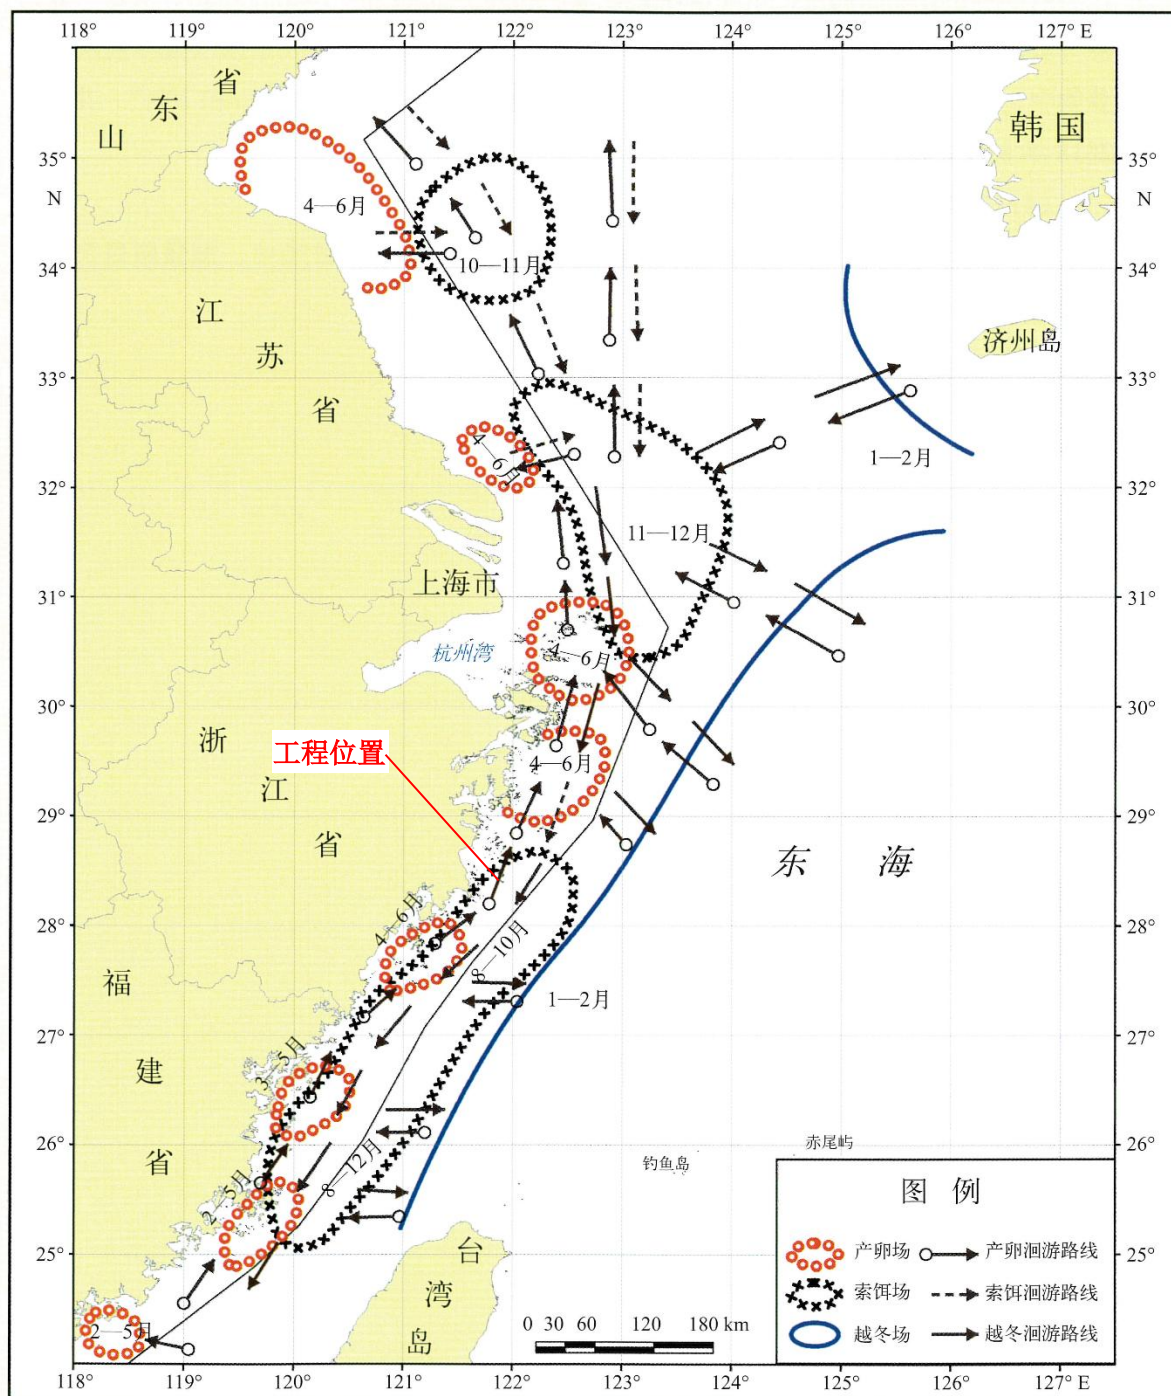 118° 119° 120° 121° 122° 123° 124° 125° 126° 127° E
山东省
韩国
35° 35°
N N
4—6月
10—11月
34° 34°
江苏省
济州岛
33° 33°
4—6月
1—2月
32° 32°
11—12月
上海市
31° 31°
杭州湾
4—6月
30° 30°
浙江省
工程位置
4—6月
29° 29°
东海
4—6月
28° 28°
8—10月
福建省
1—2月
27° 27°
3—5月
26° 26°
赤尾屿
钓鱼岛
8—12月
2—5月
图例
25° 25°
台湾岛
产卵场 产卵洄游路线
索饵场 索饵洄游路线
越冬场 越冬洄游路线
2—5月
0 30 60 120 180 km
118° 119° 120° 121° 122° 123° 124° 125° 126° 127° E